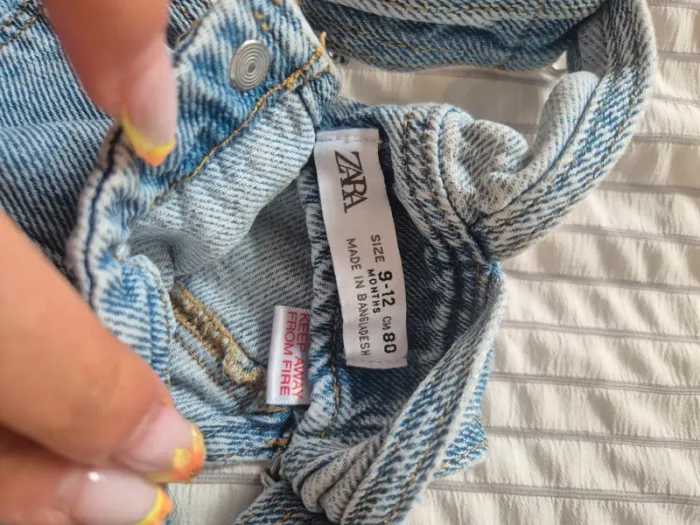 ZARA
SIZE
9-12
MONTHS
CM 80
MADE IN BANGLADESH
KEEP AWAY
FROM FIRE